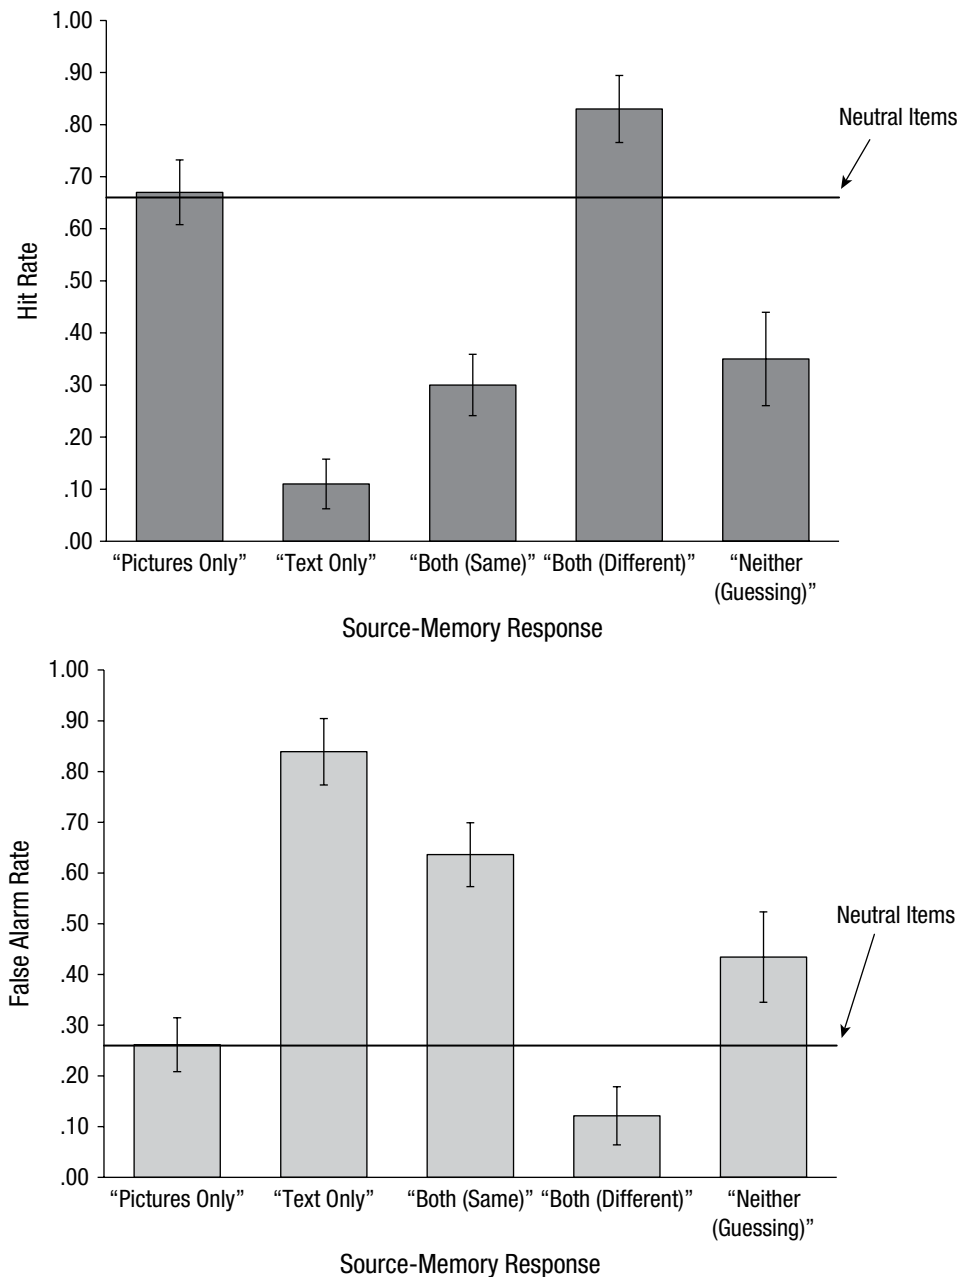 1.00
.90
.80
.70
.60
.50
.40
.30
.20
.10
.00
Hit Rate
Neutral Items
“Pictures Only” “Text Only” “Both (Same)” “Both (Different)” “Neither
(Guessing)”
Source-Memory Response
1.00
.90
.80
.70
.60
.50
.40
.30
.20
.10
.00
False Alarm Rate
Neutral Items
“Pictures Only” “Text Only” “Both (Same)” “Both (Different)” “Neither
(Guessing)”
Source-Memory Response